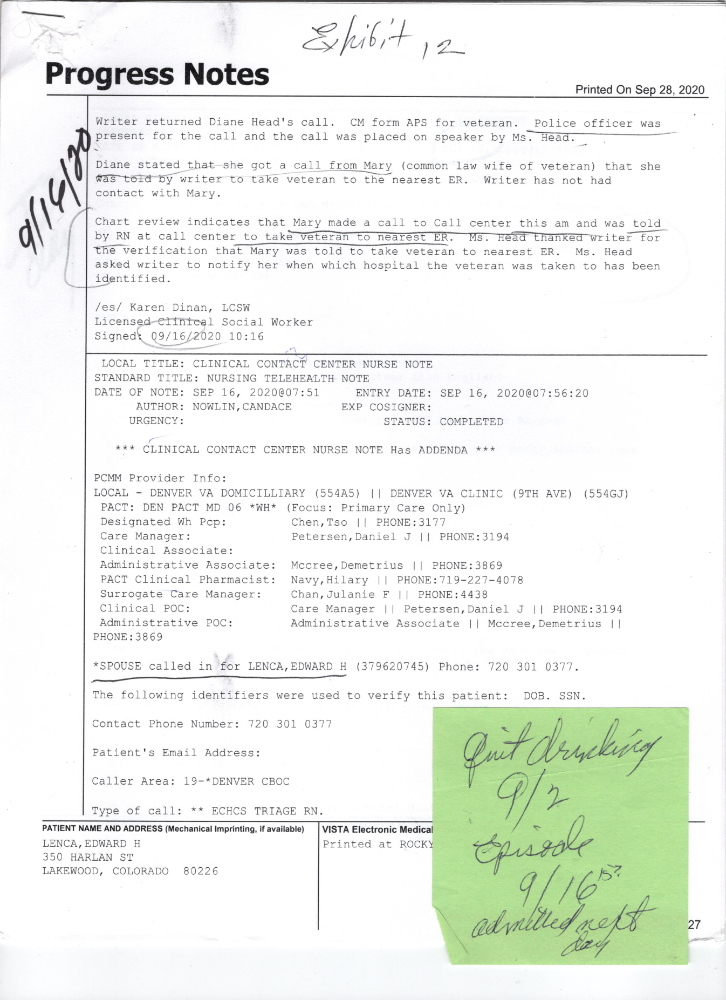 Exhibit 12
Progress Notes
Printed On Sep 28, 2020
9/16/20
Writer returned Diane Head's call.  CM form APS for veteran.  Police officer was
present for the call and the call was placed on speaker by Ms. Head.
Diane stated that she got a call from Mary (common law wife of veteran) that she
was told by writer to take veteran to the nearest ER.  Writer has not had
contact with Mary.
Chart review indicates that Mary made a call to Call center this am and was told
by RN at call center to take veteran to nearest ER.  Ms. Head thanked writer for
the verification that Mary was told to take veteran to nearest ER.  Ms. Head
asked writer to notify her when which hospital the veteran was taken to has been
identified.
/es/ Karen Dinan, LCSW
Licensed Clinical Social Worker
Signed: 09/16/2020 10:16
LOCAL TITLE: CLINICAL CONTACT CENTER NURSE NOTE
STANDARD TITLE: NURSING TELEHEALTH NOTE
DATE OF NOTE: SEP 16, 2020@07:51     ENTRY DATE: SEP 16, 2020@07:56:20
AUTHOR: NOWLIN,CANDACE       EXP COSIGNER:
URGENCY:                            STATUS: COMPLETED
*** CLINICAL CONTACT CENTER NURSE NOTE Has ADDENDA ***
PCMM Provider Info:
LOCAL - DENVER VA DOMICILLIARY (554A5) || DENVER VA CLINIC (9TH AVE) (554GJ)
PACT: DEN PACT MD 06 *WH* (Focus: Primary Care Only)
Designated Wh Pcp:         Chen,Tso || PHONE:3177
Care Manager:              Petersen,Daniel J || PHONE:3194
Clinical Associate:
Administrative Associate:  Mccree,Demetrius || PHONE:3869
PACT Clinical Pharmacist:  Navy,Hilary || PHONE:719-227-4078
Surrogate Care Manager:    Chan,Julanie F || PHONE:4438
Clinical POC:              Care Manager || Petersen,Daniel J || PHONE:3194
Administrative POC:        Administrative Associate || Mccree,Demetrius ||
PHONE:3869
*SPOUSE called in for LENCA,EDWARD H (379620745) Phone: 720 301 0377.
The following identifiers were used to verify this patient:  DOB. SSN.
Contact Phone Number: 720 301 0377
Patient's Email Address:
Caller Area: 19-*DENVER CBOC
Type of call: ** ECHCS TRIAGE RN.
PATIENT NAME AND ADDRESS (Mechanical Imprinting, if available)
LENCA,EDWARD H
350 HARLAN ST
LAKEWOOD, COLORADO  80226
VISTA Electronic Medical
Printed at ROCKY
quit drinking
9/2
Episode
9/16 15?
admitted next
day
27